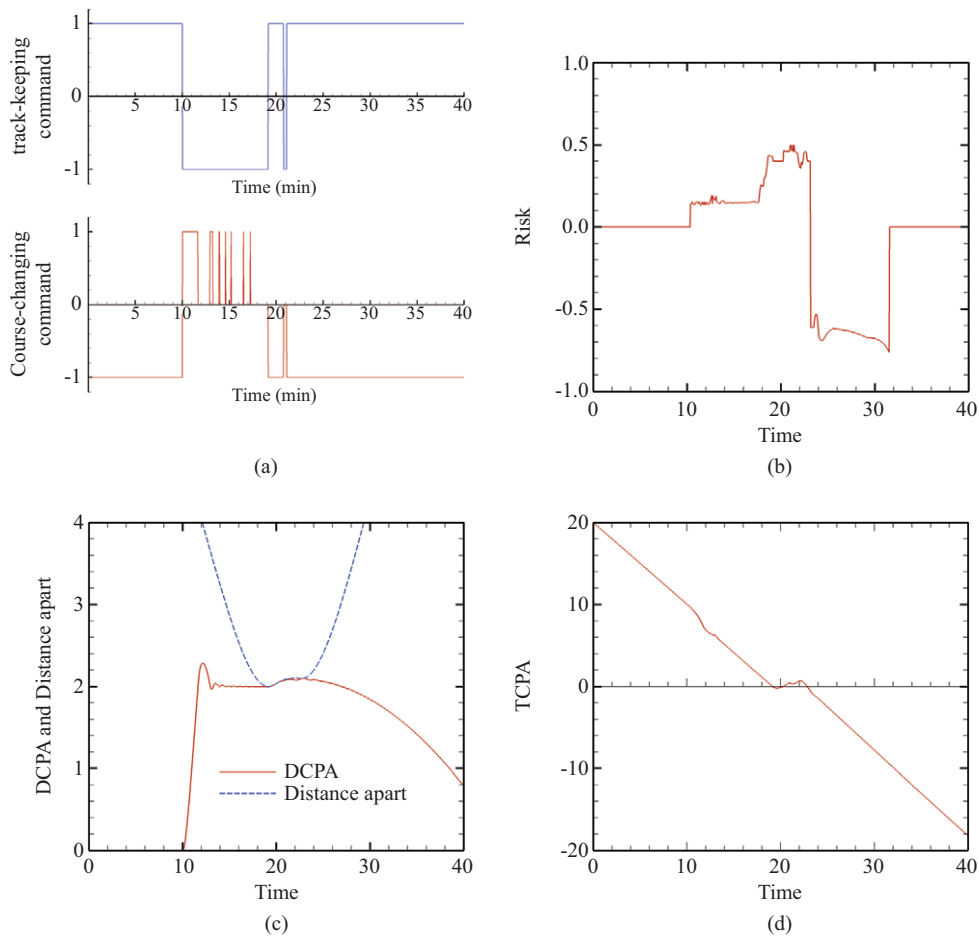 1
0
-1
track-keeping
command
5 10 15 20 25 30 35 40
Time (min)
1
0
-1
Course-changing
command
5 10 15 20 25 30 35 40
Time (min)
(a)
1.0
0.5
0.0
-0.5
-1.0
Risk
0 10 20 30 40
Time
(b)
4
3
2
1
0
DCPA and Distance apart
DCPA
Distance apart
0 10 20 30 40
Time
(c)
20
10
0
-10
-20
TCPA
0 10 20 30 40
Time
(d)